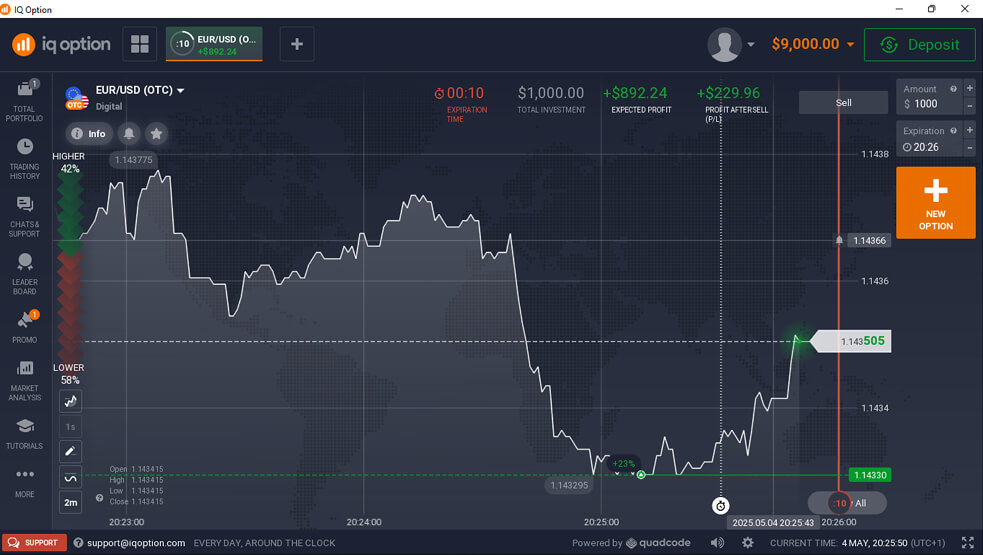 IQ Option
iq option
:10
EUR/USD (O...
+$892.24
$9,000.00
Deposit
1
TOTAL
PORTFOLIO
TRADING
HISTORY
CHATS &
SUPPORT
LEADER
BOARD
1
PROMO
MARKET
ANALYSIS
TUTORIALS
MORE
OTC
EUR/USD (OTC)
Digital
Info
00:10
EXPIRATION
TIME
$1,000.00
TOTAL INVESTMENT
+$892.24
EXPECTED PROFIT
+$229.96
PROFIT AFTER SELL
(P/L)
Sell
Amount
$ 1000
Expiration
20:26
NEW
OPTION
HIGHER
42%
1.143775
1.1438
1.14366
1.1436
1.143505
1.1434
1.14330
LOWER
58%
1s
2m
Open 1.143415
High 1.143415
Low 1.143415
Close 1.143415
+23%
1.143295
:10
All
20:23:00
20:24:00
20:25:00
2025.05.04 20:25:43
20:26:00
SUPPORT
support@iqoption.com
EVERY DAY, AROUND THE CLOCK
Powered by quadcode
CURRENT TIME: 4 MAY, 20:25:50 (UTC+1)